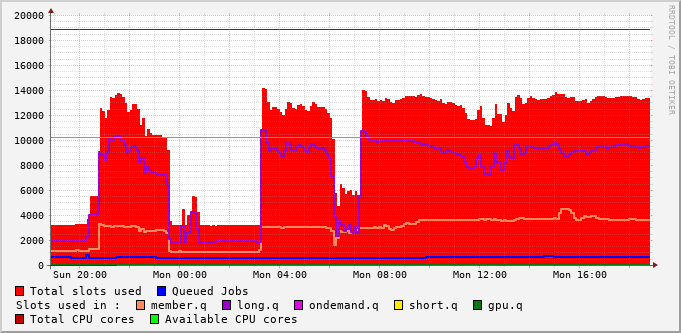 20000
18000
16000
14000
12000
10000
8000
6000
4000
2000
0
Sun 20:00 Mon 00:00 Mon 04:00 Mon 08:00 Mon 12:00 Mon 16:00
RRDTOOL / TOBI OETIKER
Total slots used Queued Jobs
Slots used in : member.q long.q ondemand.q short.q gpu.q
Total CPU cores Available CPU cores